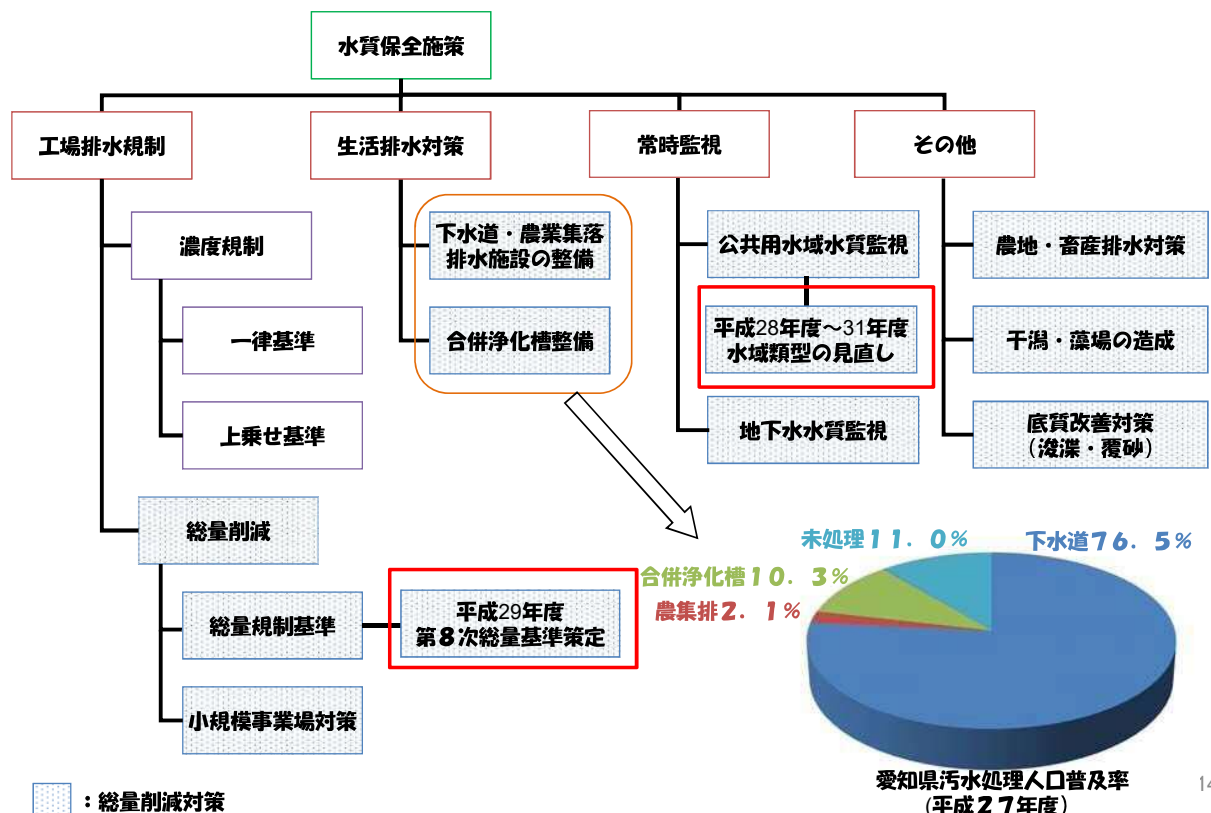 水質保全施策
工場排水規制
生活排水対策
常時監視
その他
濃度規制
一律基準
上乗せ基準
総量削減
総量規制基準
平成29年度
第8次総量基準策定
小規模事業場対策
下水道・農業集落
排水施設の整備
合併浄化槽整備
公共用水域水質監視
平成28年度～31年度
水域類型の見直し
地下水水質監視
農地・畜産排水対策
干潟・藻場の造成
底質改善対策
(浚渫・覆砂)
未処理11.0%
下水道76.5%
合併浄化槽10.3%
農集排2.1%
愛知県汚水処理人口普及率
(平成27年度)
：総量削減対策
14